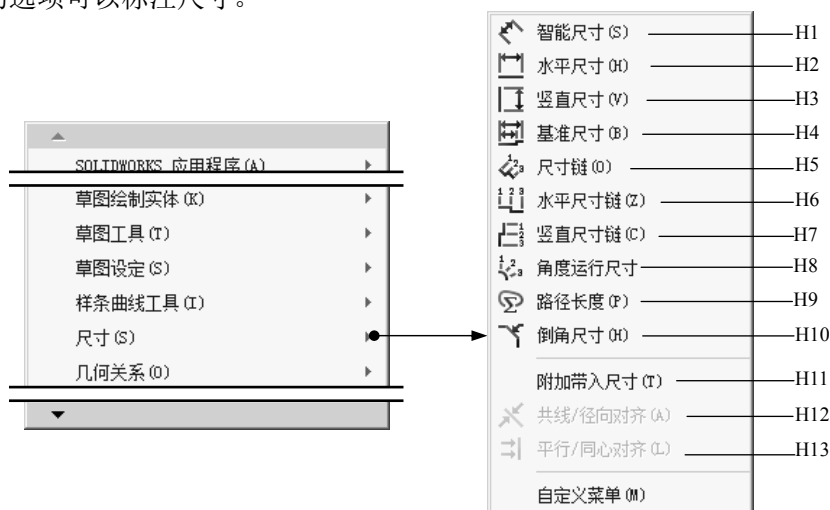 的选项可以标注尺寸。
SOLIDWORKS 应用程序(A)
草图绘制实体(K)
草图工具(T)
草图设定(S)
样条曲线工具(I)
尺寸(S)
几何关系(O)
智能尺寸(S) H1
水平尺寸(H) H2
竖直尺寸(V) H3
基准尺寸(B) H4
尺寸链(O) H5
水平尺寸链(Z) H6
竖直尺寸链(C) H7
角度运行尺寸 H8
路径长度(P) H9
倒角尺寸(H) H10
附加带入尺寸(T) H11
共线/径向对齐(A) H12
平行/同心对齐(L) H13
自定义菜单(M)